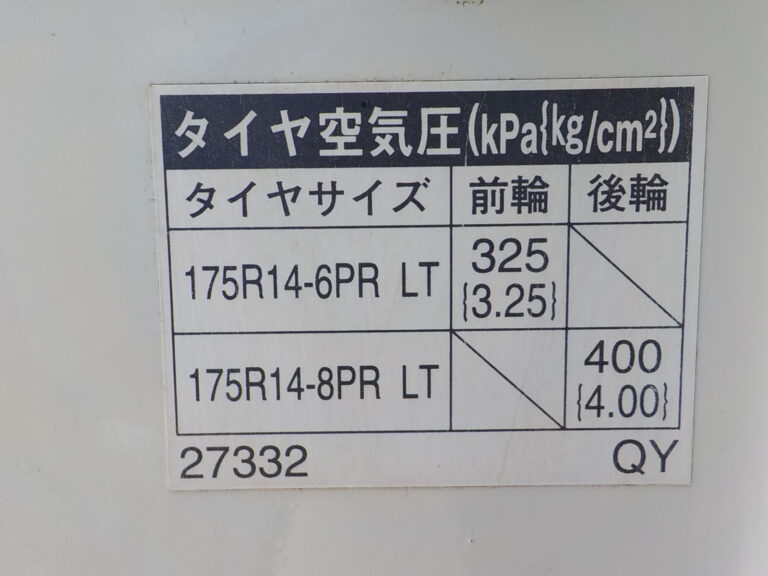 タイヤ空気圧(kPa{kg/cm²})
タイヤサイズ 前輪 後輪
175R14-6PR LT 325 {3.25}
175R14-8PR LT 400 {4.00}
27332 QY